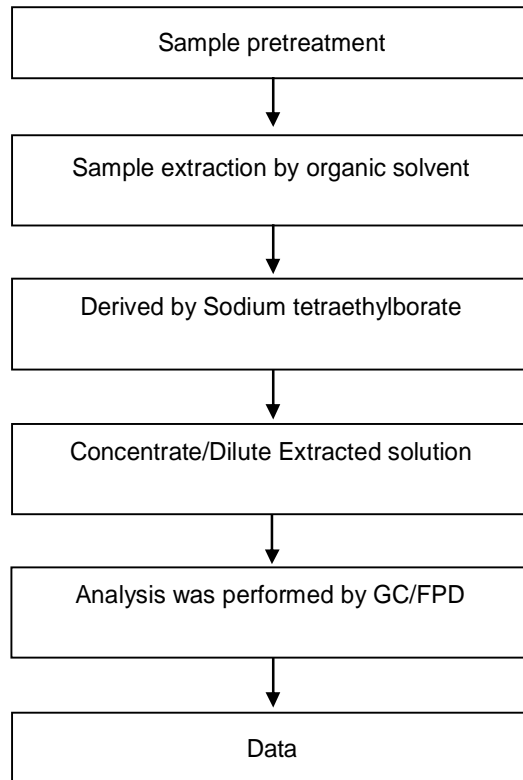 Sample pretreatment
Sample extraction by organic solvent
Derived by Sodium tetraethylborate
Concentrate/Dilute Extracted solution
Analysis was performed by GC/FPD
Data